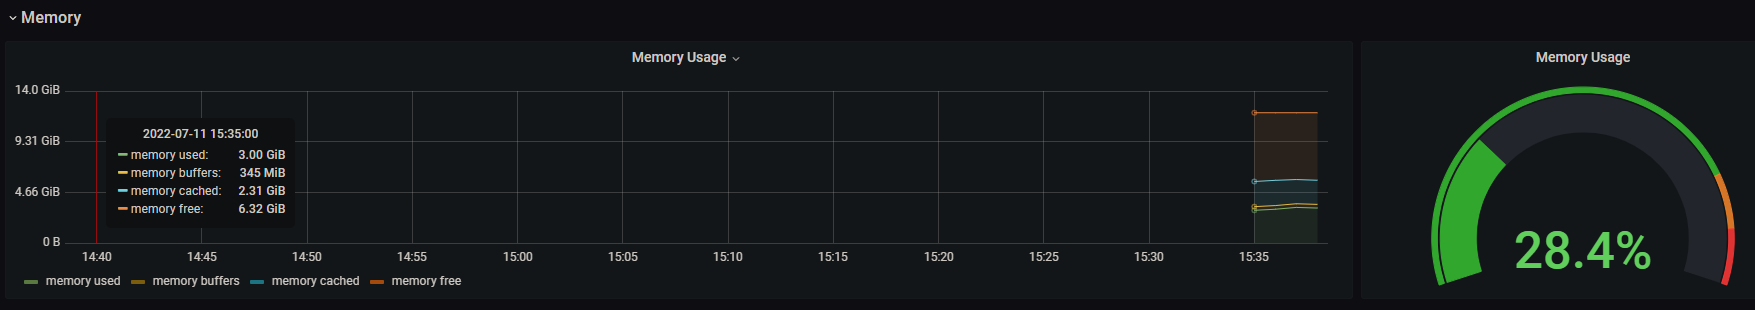 Memory
Memory Usage
14.0 GiB
9.31 GiB
4.66 GiB
0 B
2022-07-11 15:35:00
memory used: 3.00 GiB
memory buffers: 345 MiB
memory cached: 2.31 GiB
memory free: 6.32 GiB
14:40 14:45 14:50 14:55 15:00 15:05 15:10 15:15 15:20 15:25 15:30 15:35
memory used memory buffers memory cached memory free
Memory Usage
28.4%